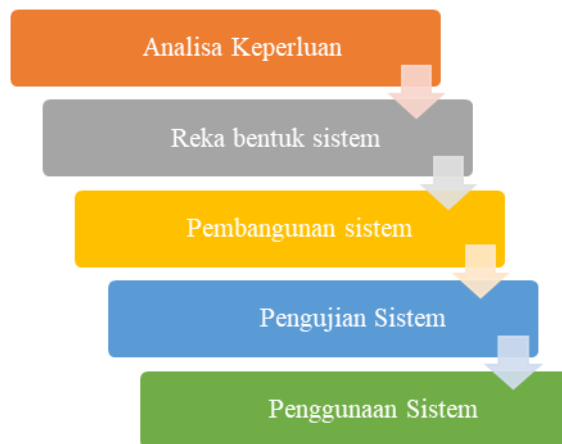 Analisa Keperluan
Reka bentuk sistem
Pembangunan sistem
Pengujian Sistem
Penggunaan Sistem